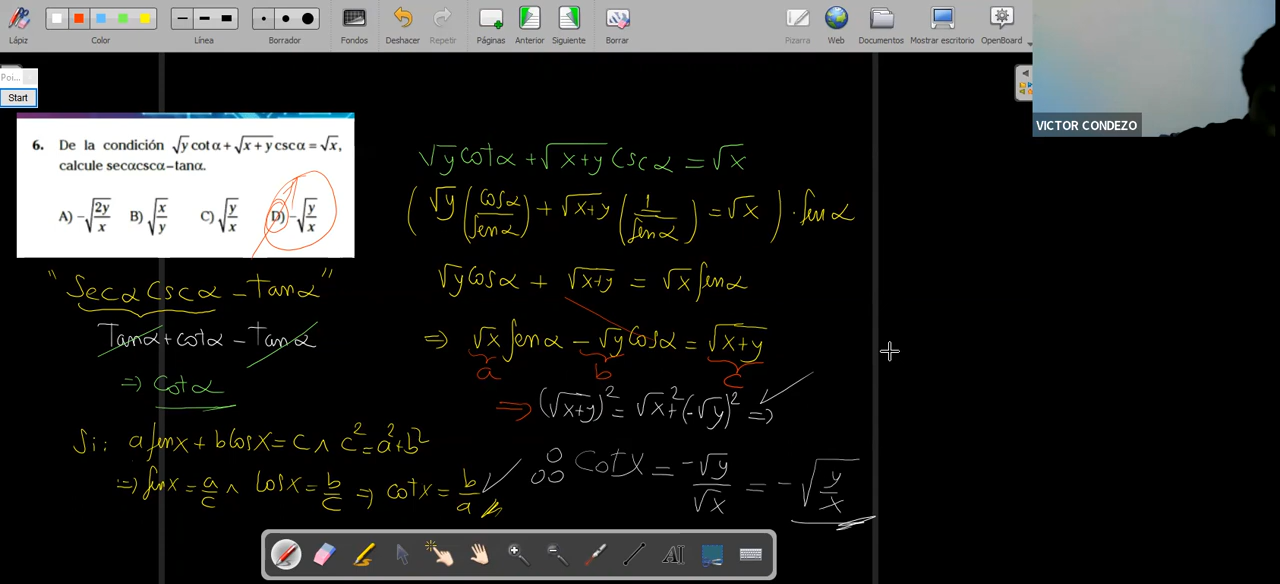 Lápiz Color Línea Borrador Fondos Deshacer Repetir Páginas Anterior Siguiente Borrar Pizarra Web Documentos Mostrar escritorio OpenBoard
Poi...
Start
VICTOR CONDEZO
6. De la condición √y cotα + √(x+y) cscα = √x,
calcule secαcscα – tanα.
A) –√(2y/x) B) √(x/y) C) √(y/x) D) –√(y/x)
"Secα Cscα – Tanα"
Tanα + cotα – Tanα
⇒ Cotα
Si: a senx + b Cosx = C ∧ c² = a² + b²
⇒ senx = a/c ∧ Cosx = b/c ⇒ cotx = b/a
√y Cotα + √(x+y) Cscα = √x
(√y (Cosα/senα) + √(x+y) (1/senα) = √x) · senα
√y Cosα + √(x+y) = √x senα
⇒ √x senα – √y Cosα = √(x+y)
a b c
⇒ (√(x+y))² = √x² + (–√y)² ⇒
∴ Cotx = –√y/√x = –√(y/x)
AI